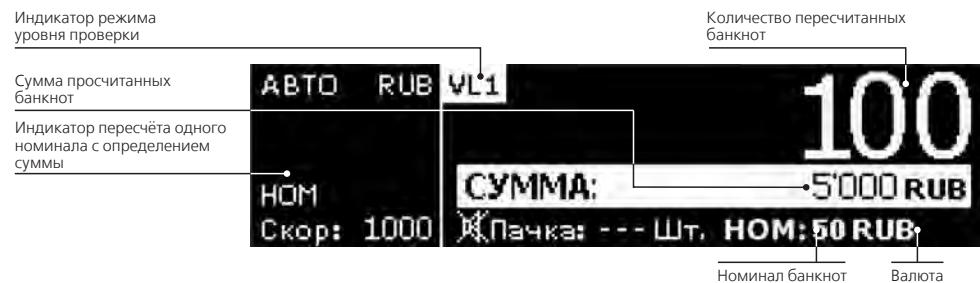 Индикатор режима
уровня проверки
Количество пересчитанных
банкнот
Сумма просчитанных
банкнот
Индикатор пересчёта одного
номинала с определением
суммы
АВТО RUB VL1
100
СУММА: 5'000 RUB
НОМ
Скор: 1000 Пачка: --- Шт. НОМ: 50 RUB
Номинал банкнот Валюта